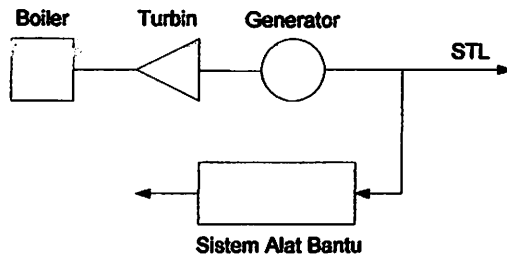 Boiler
Turbin
Generator
STL
Sistem Alat Bantu